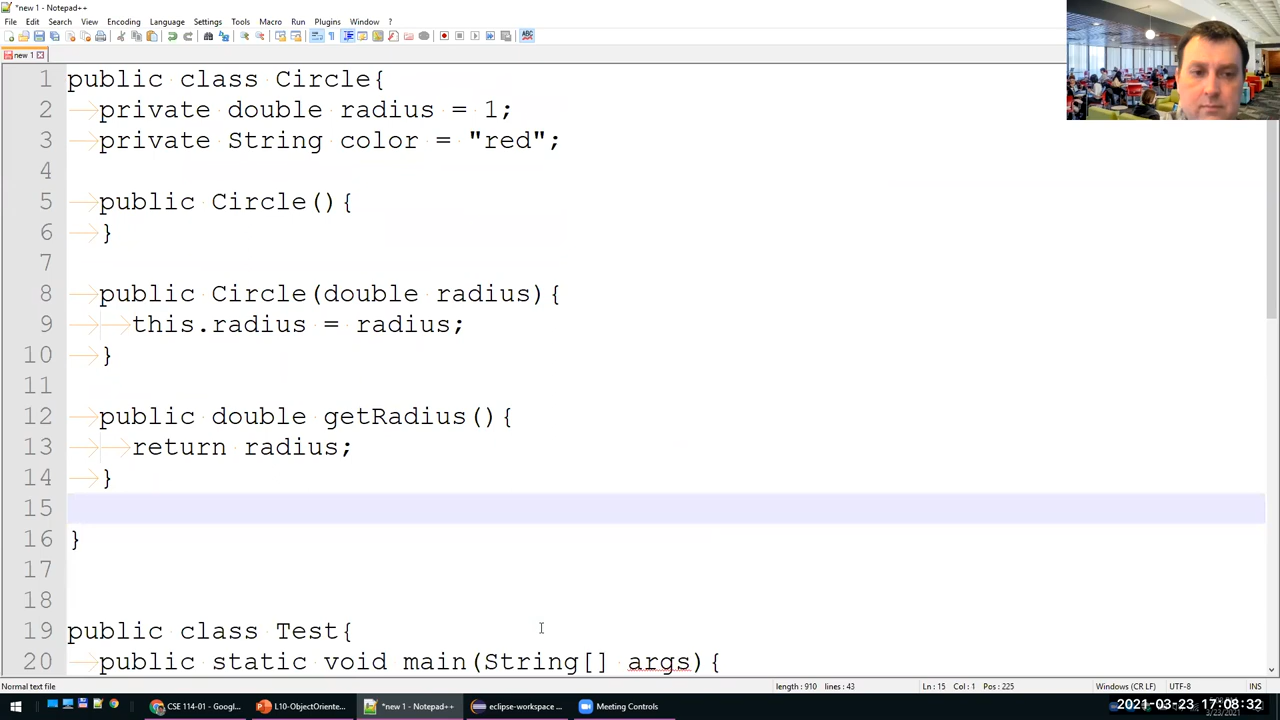 *new 1 - Notepad++
File Edit Search View Encoding Language Settings Tools Macro Run Plugins Window ?
new 1
1 public class Circle{
2 private double radius = 1;
3 private String color = "red";
4
5 public Circle(){
6 }
7
8 public Circle(double radius){
9 this.radius = radius;
10 }
11
12 public double getRadius(){
13 return radius;
14 }
15
16 }
17
18
19 public class Test{
20 public static void main(String[] args){
Normal text file length: 910 lines: 43 Ln: 15 Col: 1 Pos: 225 Windows (CR LF) UTF-8 INS
CSE 114-01 - Googl... L10-ObjectOriente... *new 1 - Notepad++ eclipse-workspace ... Meeting Controls 2021-03-23 17:08:32